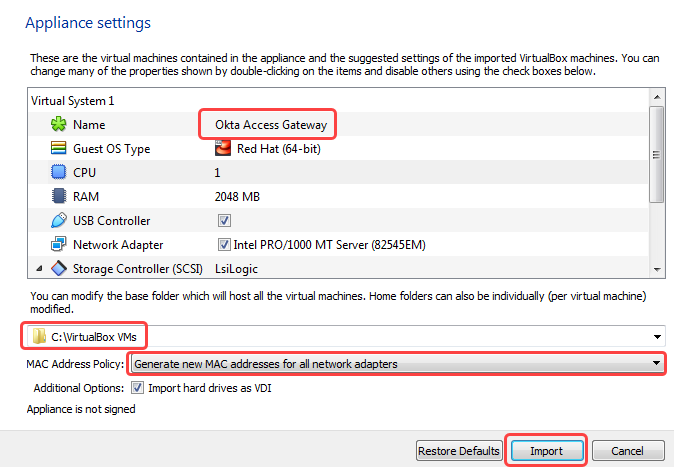 Appliance settings
These are the virtual machines contained in the appliance and the suggested settings of the imported VirtualBox machines. You can
change many of the properties shown by double-clicking on the items and disable others using the check boxes below.
Virtual System 1
Name Okta Access Gateway
Guest OS Type Red Hat (64-bit)
CPU 1
RAM 2048 MB
USB Controller
Network Adapter Intel PRO/1000 MT Server (82545EM)
Storage Controller (SCSI) LsiLogic
You can modify the base folder which will host all the virtual machines. Home folders can also be individually (per virtual machine)
modified.
C:\VirtualBox VMs
MAC Address Policy: Generate new MAC addresses for all network adapters
Additional Options: Import hard drives as VDI
Appliance is not signed
Restore Defaults Import Cancel